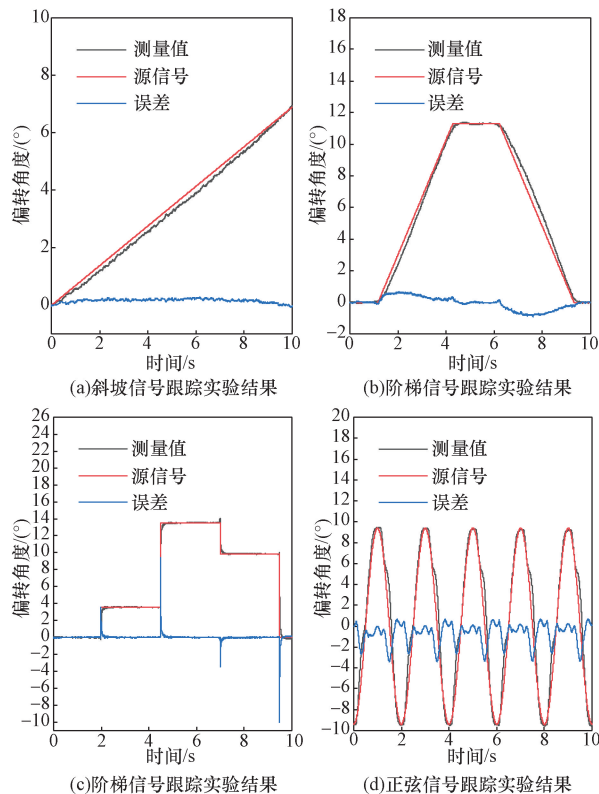 10
8
6
4
2
0
偏转角度/(°)
测量值
源信号
误差
0 2 4 6 8 10
时间/s
(a)斜坡信号跟踪实验结果
18
16
14
12
10
8
6
4
2
0
−2
偏转角度/(°)
测量值
源信号
误差
0 2 4 6 8 10
时间/s
(b)阶梯信号跟踪实验结果
26
24
22
20
18
16
14
12
10
8
6
4
2
0
−2
−4
−6
−8
−10
偏转角度/(°)
测量值
源信号
误差
0 2 4 6 8 10
时间/s
(c)阶梯信号跟踪实验结果
20
18
16
14
12
10
8
6
4
2
0
−2
−4
−6
−8
−10
偏转角度/(°)
测量值
源信号
误差
0 2 4 6 8 10
时间/s
(d)正弦信号跟踪实验结果